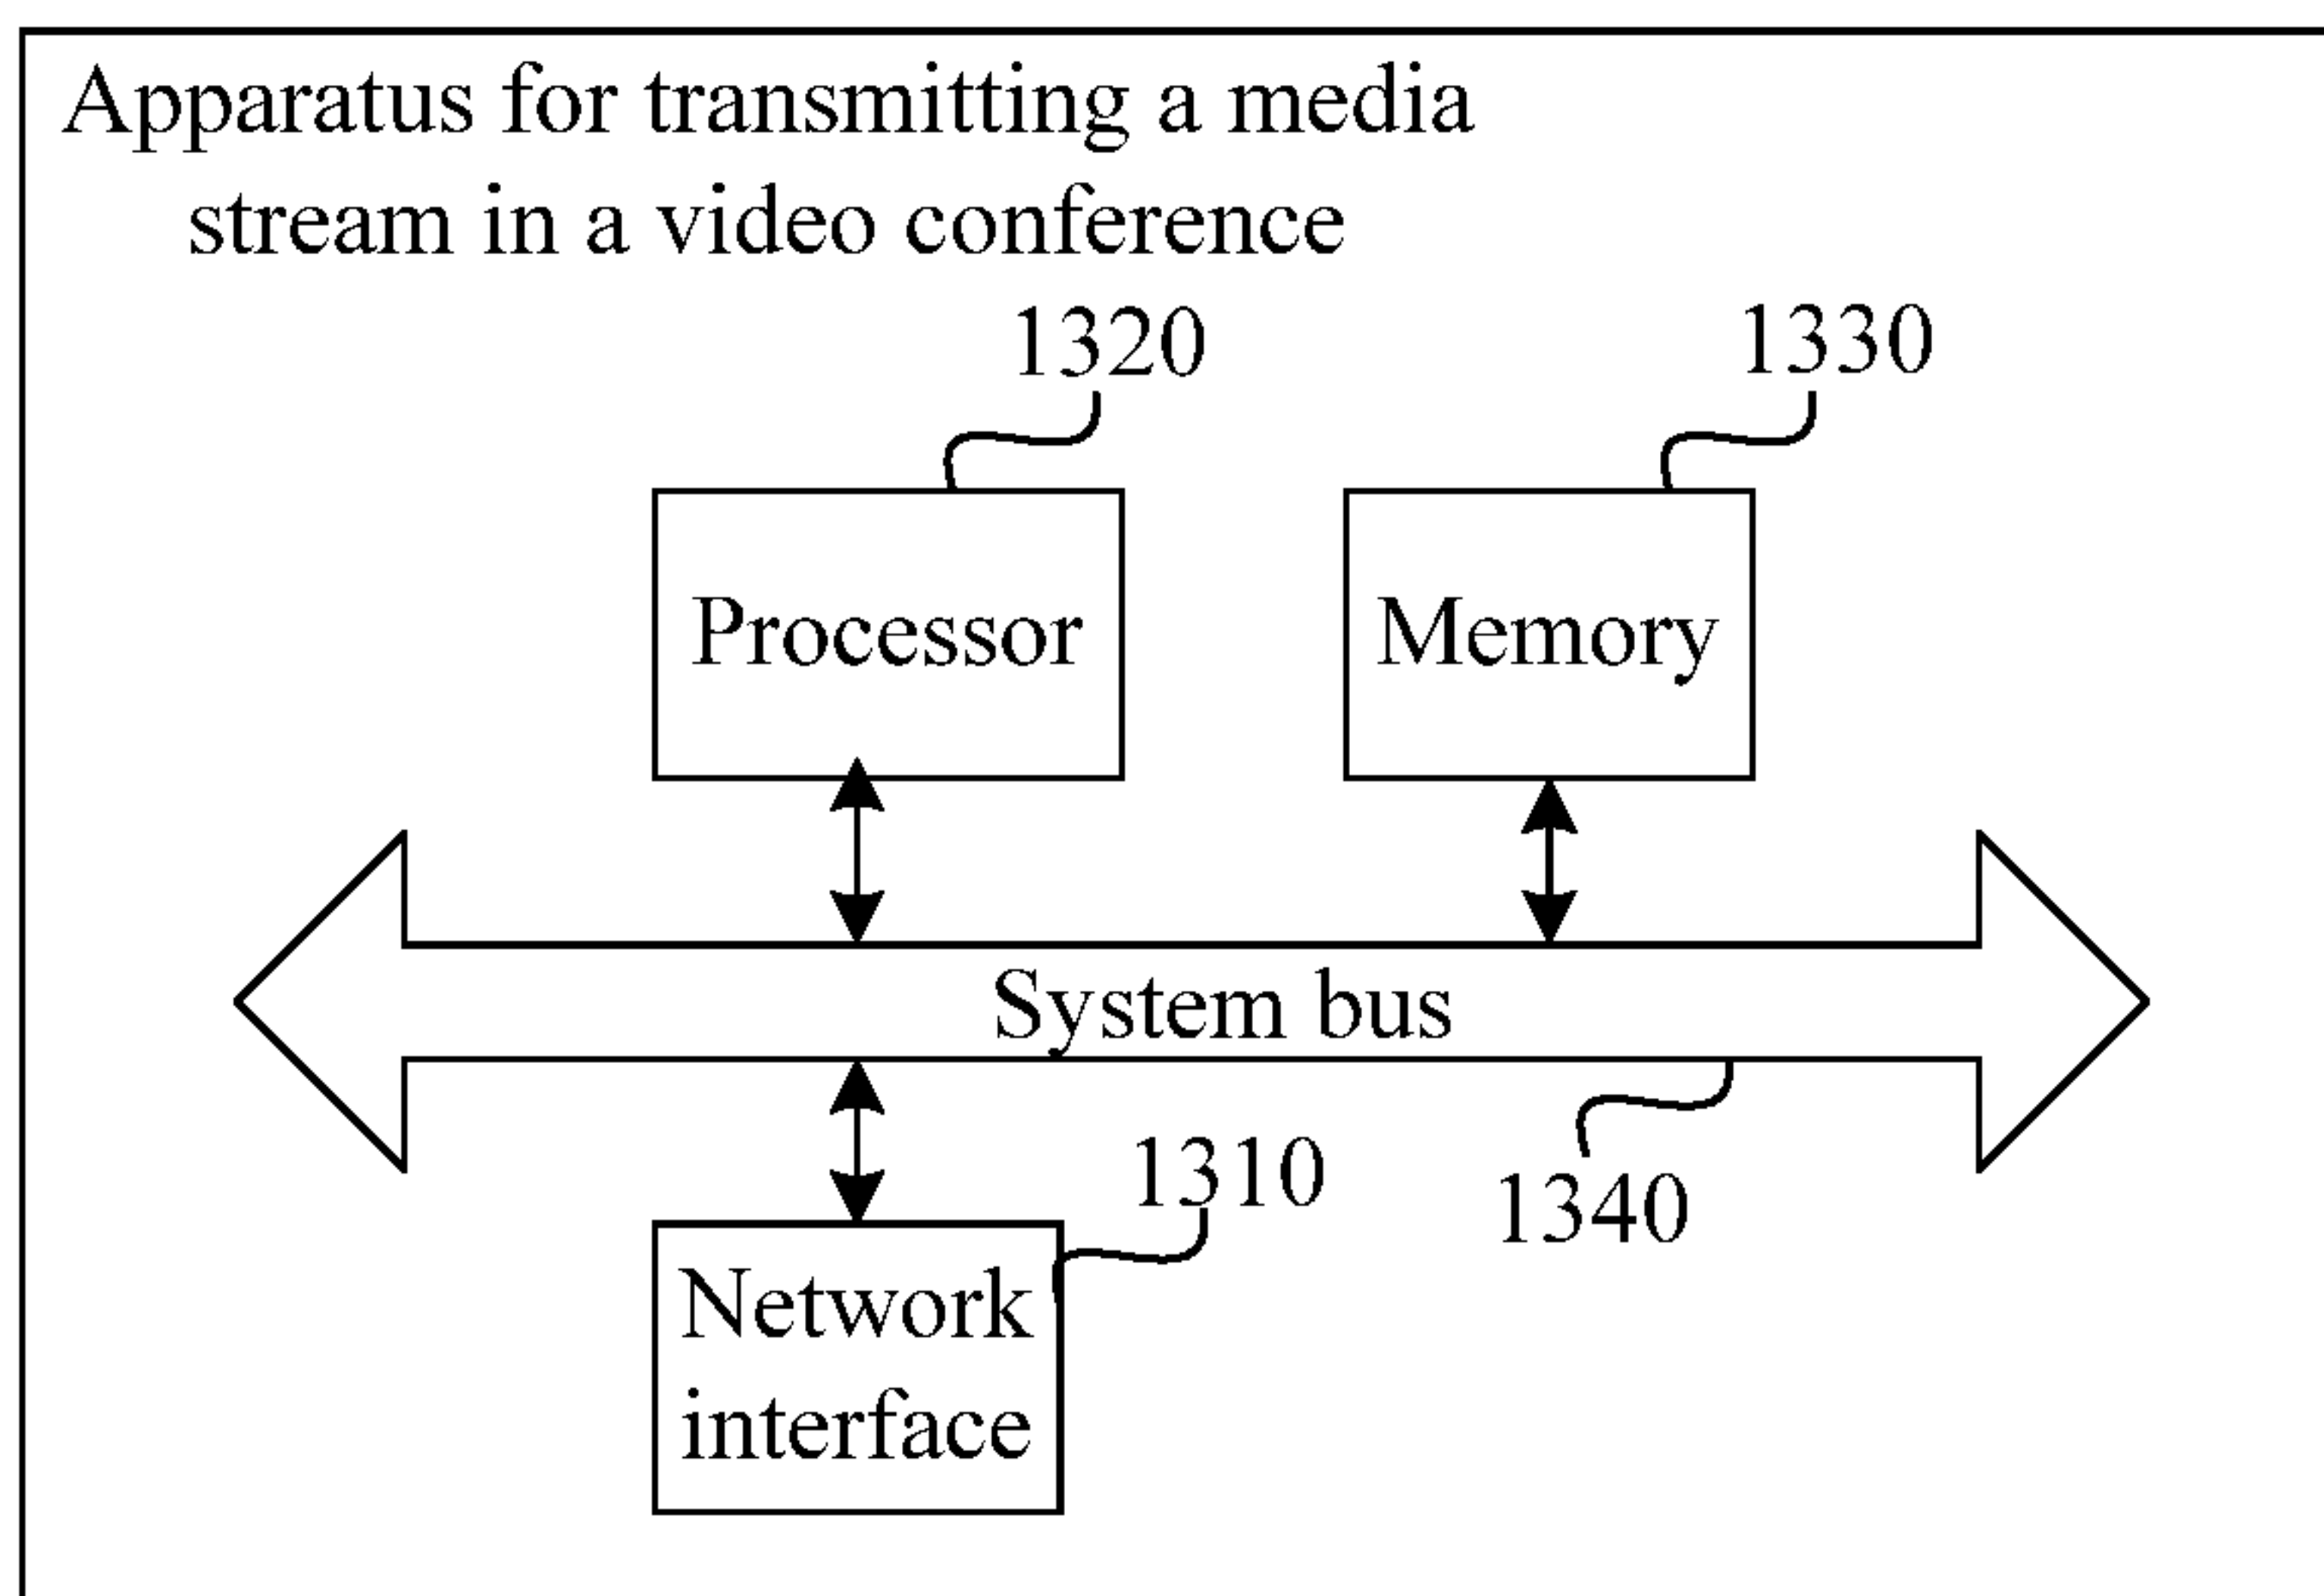 Apparatus for transmitting a media
stream in a video conference
1320
1330
Processor
Memory
System bus
1310
1340
Network
interface